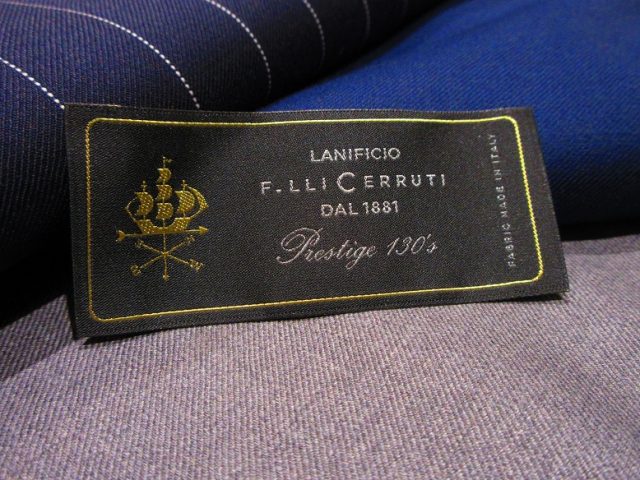 LANIFICIO
F.LLI CERRUTI
DAL 1881
Prestige 130's
FABRIC MADE IN ITALY